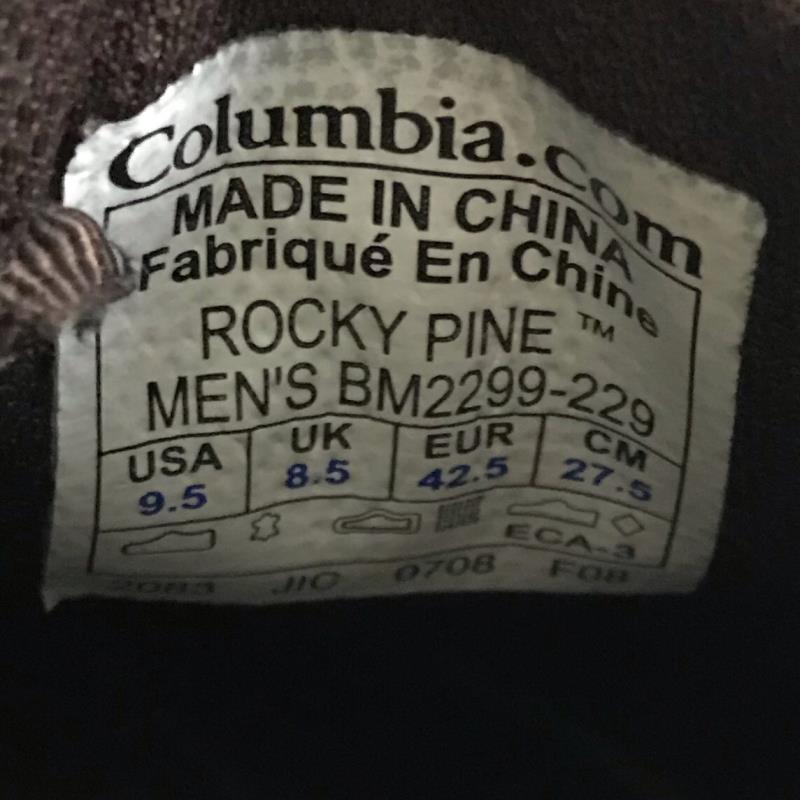 Columbia.com
MADE IN CHINA
Fabriqué En Chine
ROCKY PINE ™
MEN'S BM2299-229
USA UK EUR CM
9.5 8.5 42.5 27.5
ECA-3
JIC 0708 F08